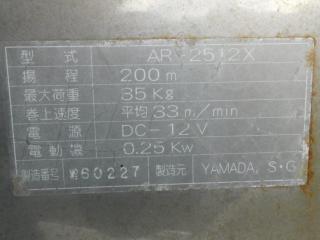 型式 AR-2512X
揚程 200m
最大荷重 35Kg
巻上速度 平均33m/min
電源 DC-12V
電動機 0.25Kw
製造番号 № 60227 製造元 YAMADA, S・G